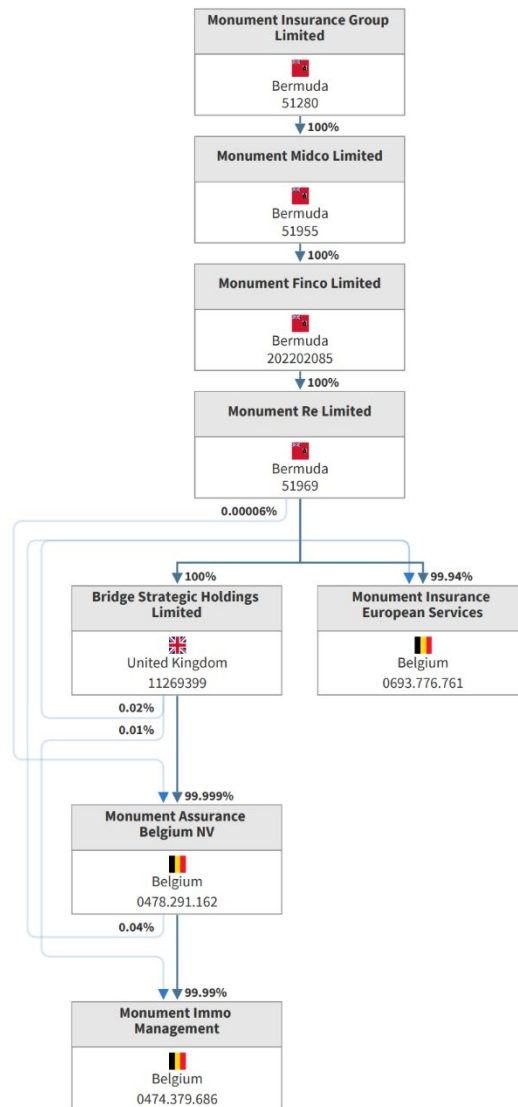 Monument Insurance Group
Limited
Bermuda
51280
100%
Monument Midco Limited
Bermuda
51955
100%
Monument Finco Limited
Bermuda
202202085
100%
Monument Re Limited
Bermuda
51969
0.00006%
100%
99.94%
Bridge Strategic Holdings
Limited
United Kingdom
11269399
Monument Insurance
European Services
Belgium
0693.776.761
0.02%
0.01%
99.999%
Monument Assurance
Belgium NV
Belgium
0478.291.162
0.04%
99.99%
Monument Immo
Management
Belgium
0474.379.686